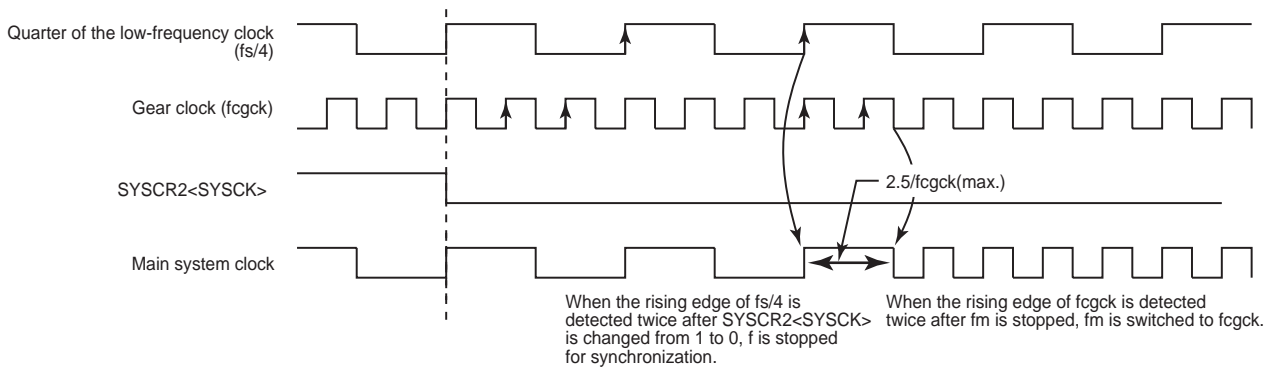 Quarter of the low-frequency clock
(fs/4)
Gear clock (fcgck)
SYSCR2<SYSCK>
2.5/fcgck(max.)
Main system clock
When the rising edge of fs/4 is
detected twice after SYSCR2<SYSCK>
is changed from 1 to 0, f is stopped
for synchronization.
When the rising edge of fcgck is detected
twice after fm is stopped, fm is switched to fcgck.